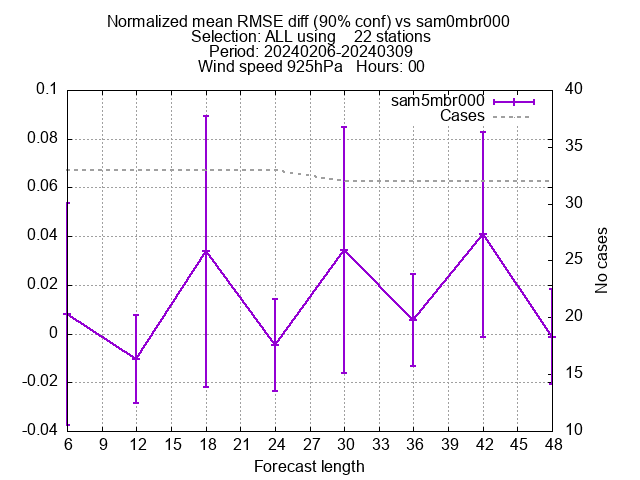 Normalized mean RMSE diff (90% conf) vs sam0mbr000
Selection: ALL using    22 stations
Period: 20240206-20240309
Wind speed 925hPa   Hours: 00
sam5mbr000
Cases
0.1
0.08
0.06
0.04
0.02
0
-0.02
-0.04
40
35
30
25
20
15
10
No cases
6 9 12 15 18 21 24 27 30 33 36 39 42 45 48
Forecast length